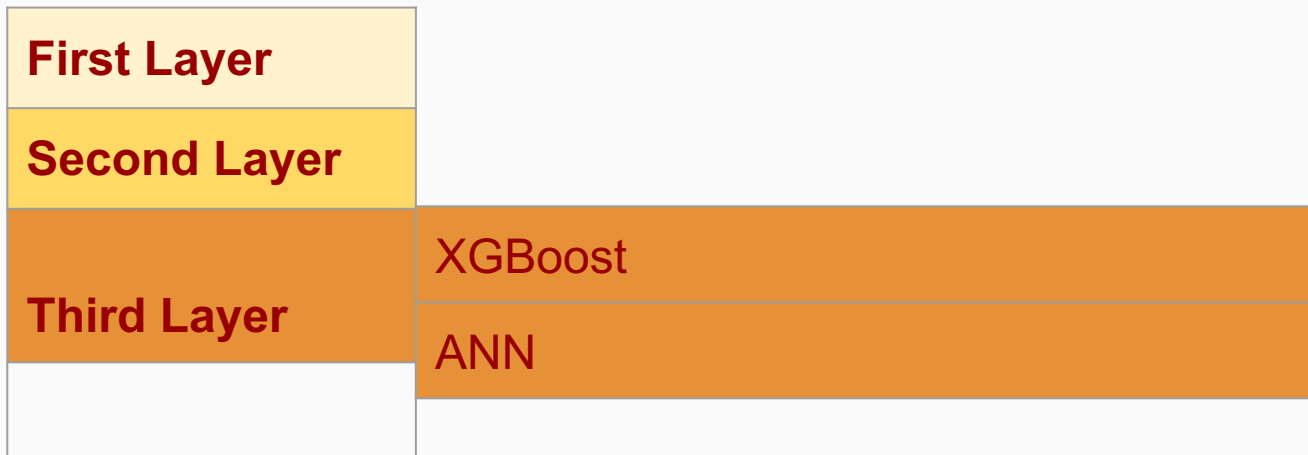 First Layer
Second Layer
Third Layer
XGBoost
ANN